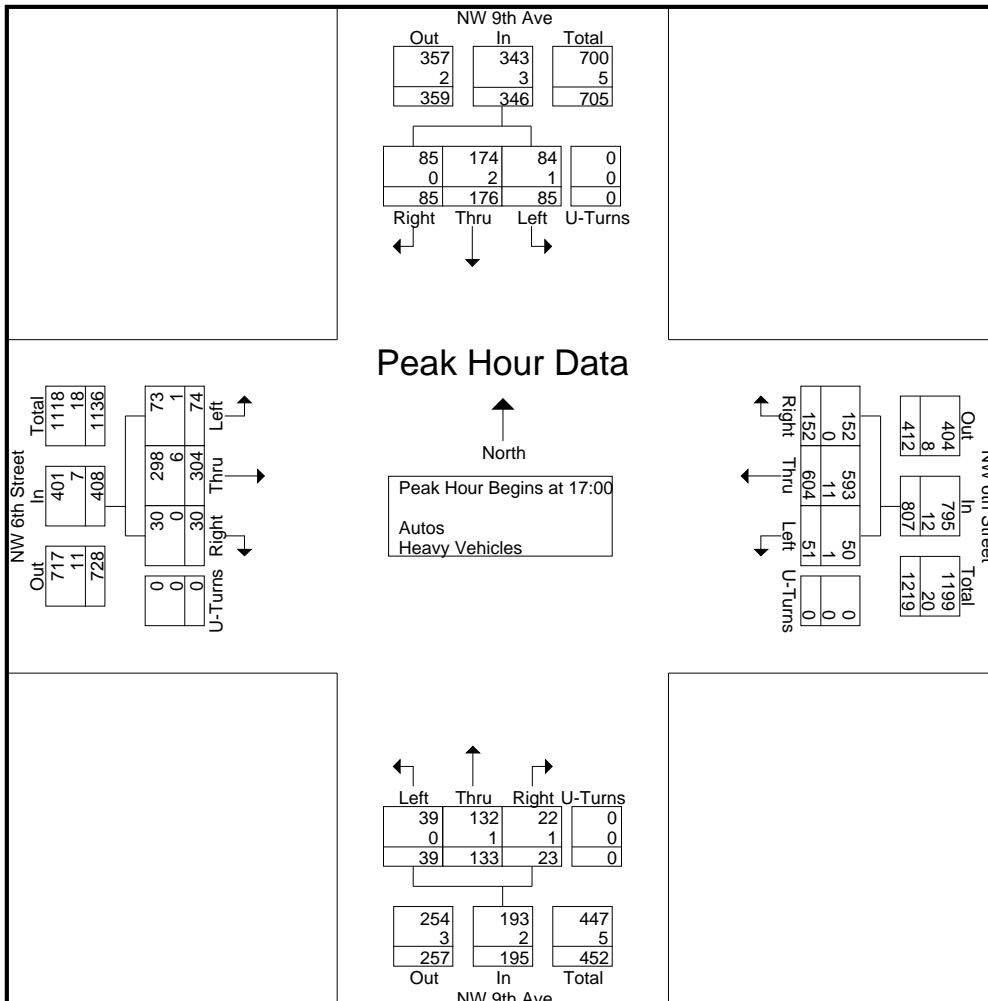 NW 9th Ave
Out In Total
357 343 700
2 3 5
359 346 705
85 174 84 0
0 2 1 0
85 176 85 0
Right Thru Left U-Turns
Peak Hour Data
North
Peak Hour Begins at 17:00
Autos
Heavy Vehicles
NW 6th Street
Total In Out
1118 401 717
18 7 11
1136 408 728
73 298 30 0
1 6 0 0
74 304 30 0
Left Thru Right U-Turns
NW 6th Street
Out In Total
404 795 1199
8 12 20
412 807 1219
152 593 50 0
0 11 1 0
152 604 51 0
Right Thru Left U-Turns
Left Thru Right U-Turns
39 132 22 0
0 1 1 0
39 133 23 0
254 193 447
3 2 5
257 195 452
Out In Total
NW 9th Ave